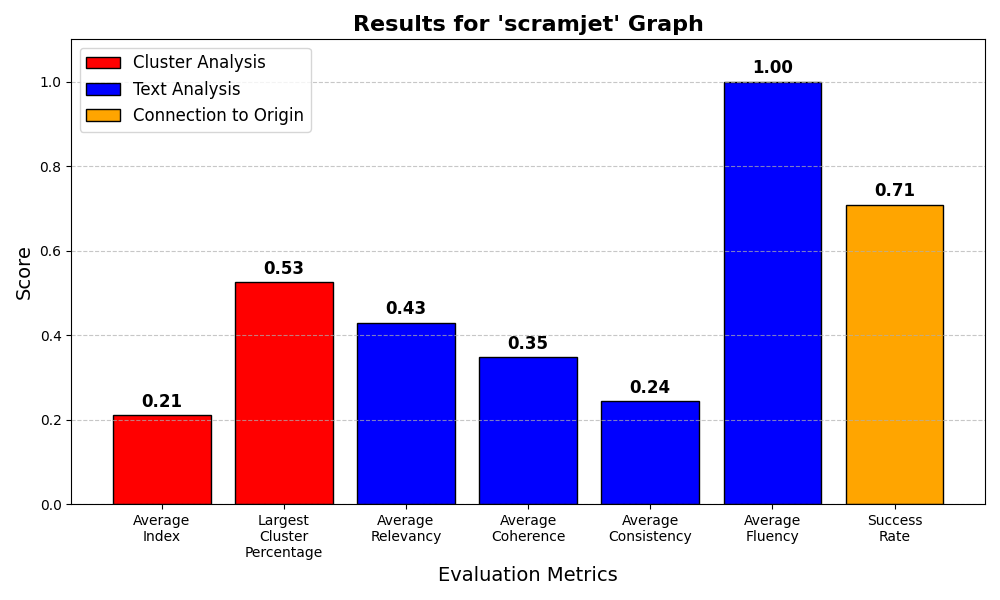 Results for 'scramjet' Graph
Cluster Analysis
Text Analysis
Connection to Origin
Score
1.0
0.8
0.6
0.4
0.2
0.0
0.21
0.53
0.43
0.35
0.24
1.00
0.71
Average
Index
Largest
Cluster
Percentage
Average
Relevancy
Average
Coherence
Average
Consistency
Average
Fluency
Success
Rate
Evaluation Metrics